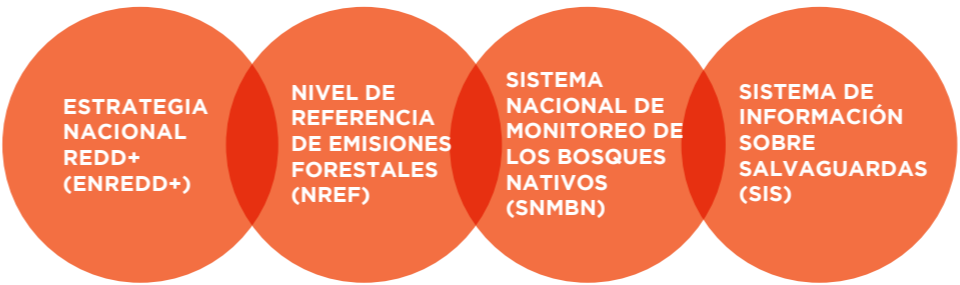 ESTRATEGIA
NACIONAL
REDD+
(ENREDD+)
NIVEL DE
REFERENCIA
DE EMISIONES
FORESTALES
(NREF)
SISTEMA
NACIONAL DE
MONITOREO DE
LOS BOSQUES
NATIVOS
(SNMBN)
SISTEMA DE
INFORMACIÓN
SOBRE
SALVAGUARDAS
(SIS)